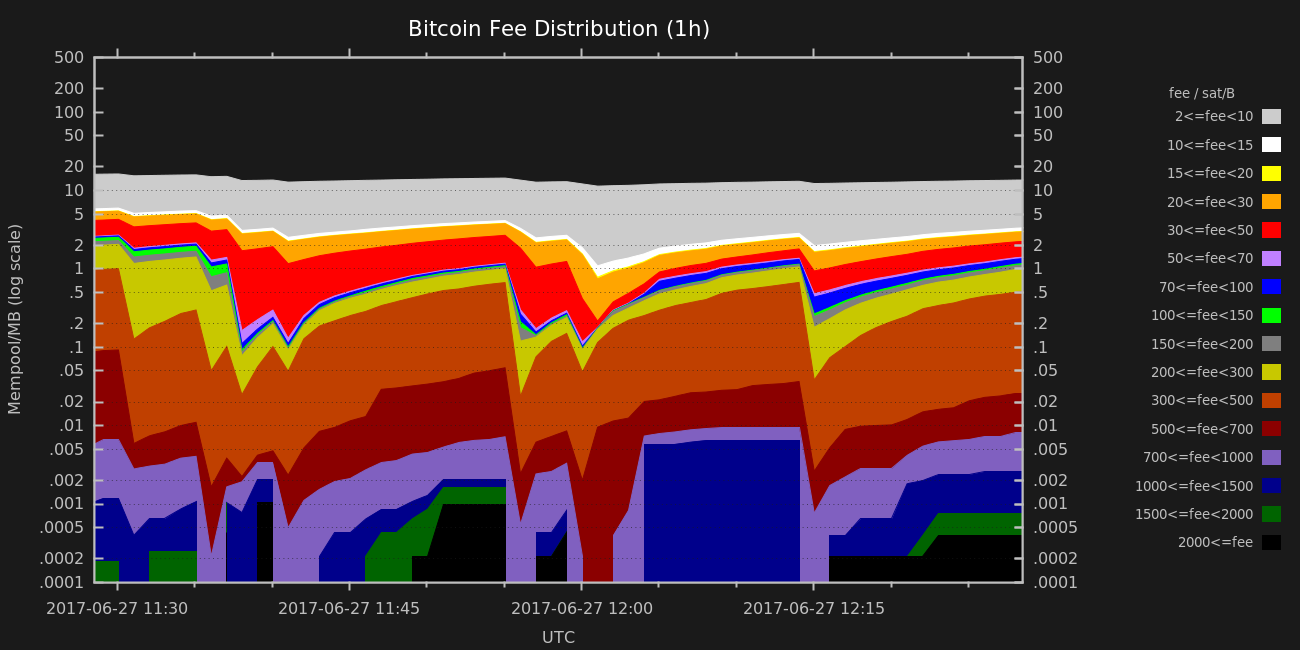 Bitcoin Fee Distribution (1h)
Mempool/MB (log scale)
500
200
100
50
20
10
5
2
1
.5
.2
.1
.05
.02
.01
.005
.002
.001
.0005
.0002
.0001
500
200
100
50
20
10
5
2
1
.5
.2
.1
.05
.02
.01
.005
.002
.001
.0005
.0002
.0001
2017-06-27 11:30
2017-06-27 11:45
2017-06-27 12:00
2017-06-27 12:15
UTC
fee / sat/B
2<=fee<10
10<=fee<15
15<=fee<20
20<=fee<30
30<=fee<50
50<=fee<70
70<=fee<100
100<=fee<150
150<=fee<200
200<=fee<300
300<=fee<500
500<=fee<700
700<=fee<1000
1000<=fee<1500
1500<=fee<2000
2000<=fee